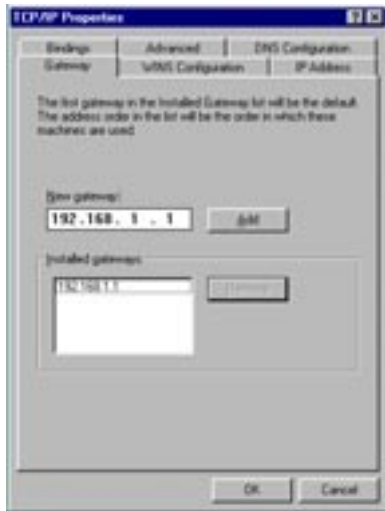 TCP/IP Properties
Bindings Advanced DNS Configuration
Gateway WINS Configuration IP Address
The first gateway in the Installed Gateway list will be the default.
The address order in the list will be the order in which these
machines are used.
New gateway:
192.168. 1 . 1 Add
Installed gateways:
192.168.1.1 Remove
OK Cancel